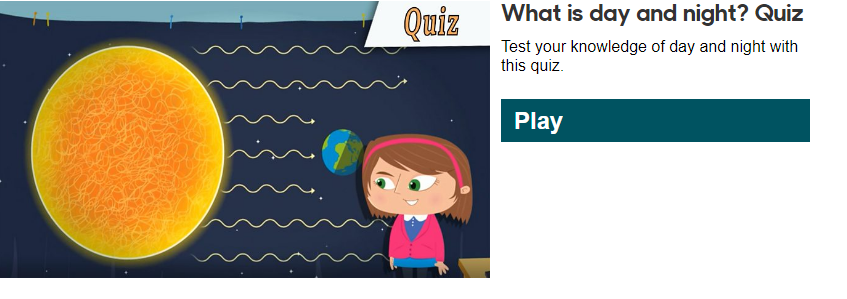 Quiz
What is day and night? Quiz
Test your knowledge of day and night with
this quiz.
Play